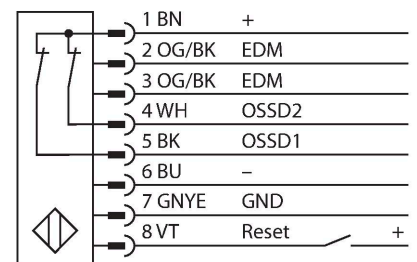 1 BN +
2 OG/BK EDM
3 OG/BK EDM
4 WH OSSD2
5 BK OSSD1
6 BU –
7 GNYE GND
8 VT Reset +